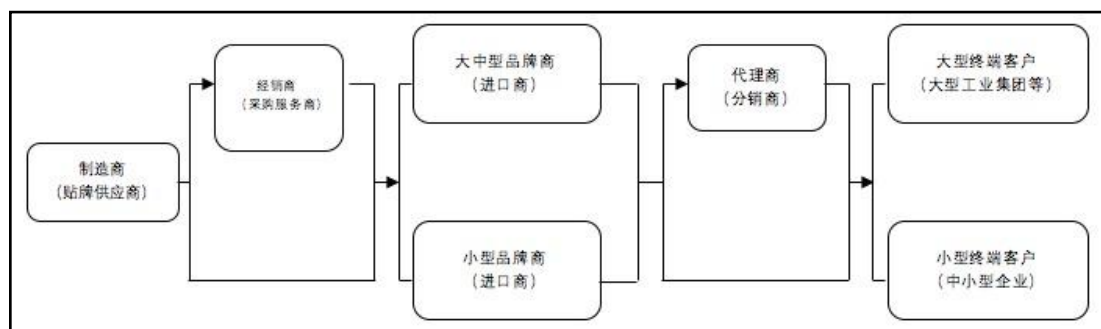 制造商
(贴牌供应商)
经销商
(采购服务商)
大中型品牌商
(进口商)
小型品牌商
(进口商)
代理商
(分销商)
大型终端客户
(大型工业集团等)
小型终端客户
(中小型企业)